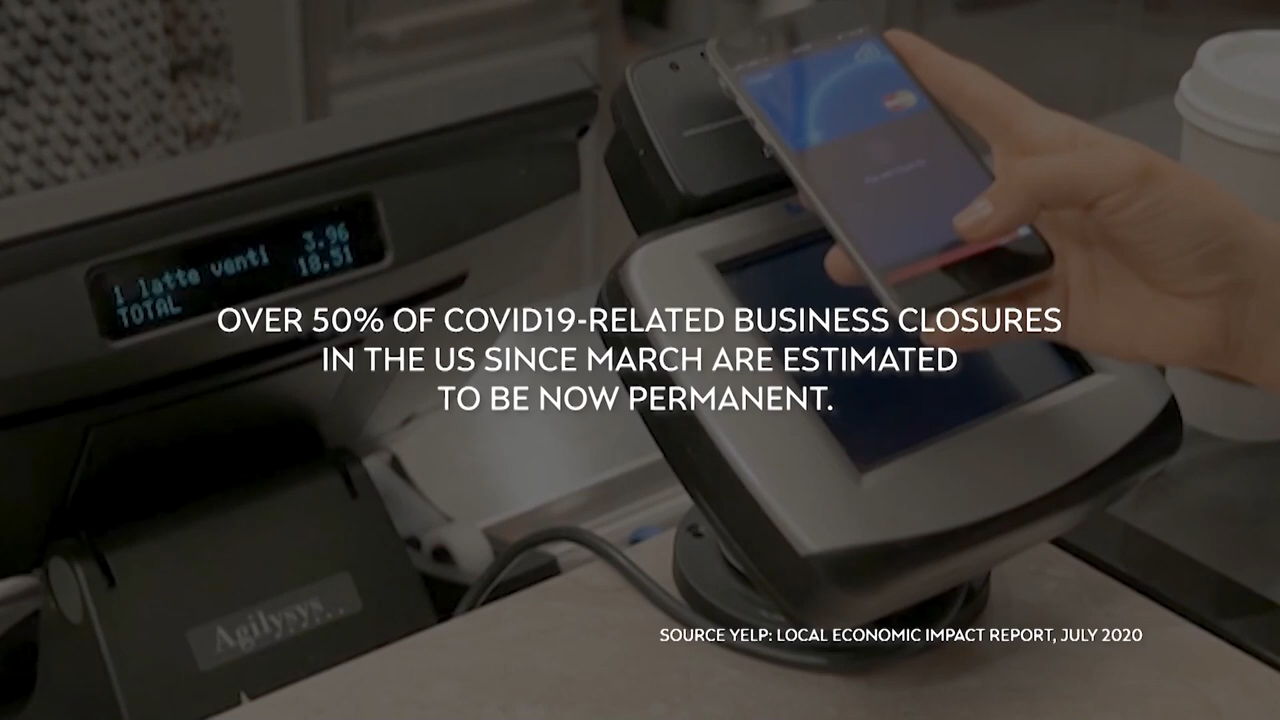 1 latte venti 3.96
TOTAL 18.51
OVER 50% OF COVID19-RELATED BUSINESS CLOSURES
IN THE US SINCE MARCH ARE ESTIMATED
TO BE NOW PERMANENT.
Agilysys
SOURCE YELP: LOCAL ECONOMIC IMPACT REPORT, JULY 2020